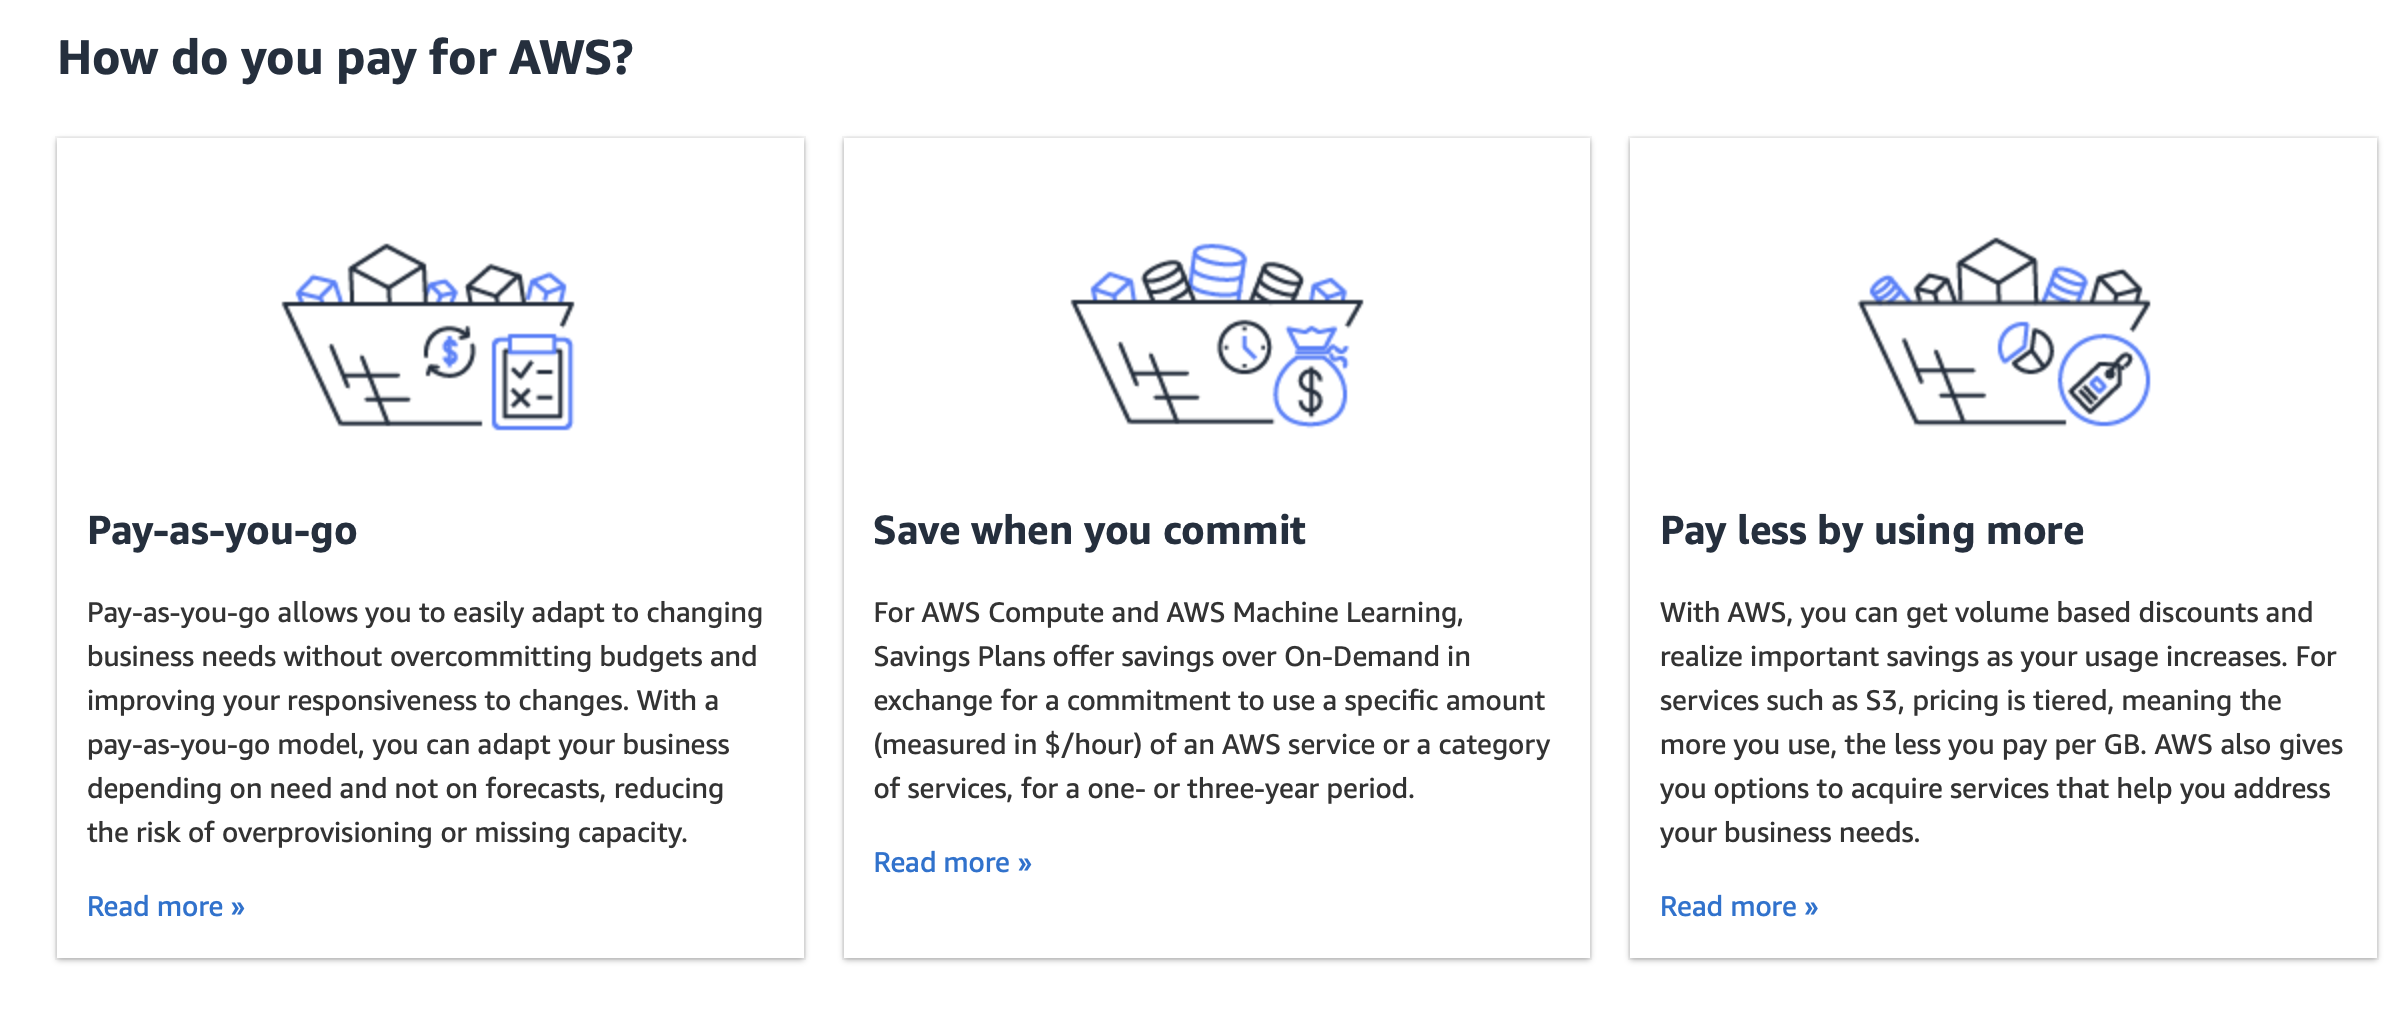 How do you pay for AWS?
Pay-as-you-go
Pay-as-you-go allows you to easily adapt to changing
business needs without overcommitting budgets and
improving your responsiveness to changes. With a
pay-as-you-go model, you can adapt your business
depending on need and not on forecasts, reducing
the risk of overprovisioning or missing capacity.
Read more »
Save when you commit
For AWS Compute and AWS Machine Learning,
Savings Plans offer savings over On-Demand in
exchange for a commitment to use a specific amount
(measured in $/hour) of an AWS service or a category
of services, for a one- or three-year period.
Read more »
Pay less by using more
With AWS, you can get volume based discounts and
realize important savings as your usage increases. For
services such as S3, pricing is tiered, meaning the
more you use, the less you pay per GB. AWS also gives
you options to acquire services that help you address
your business needs.
Read more »